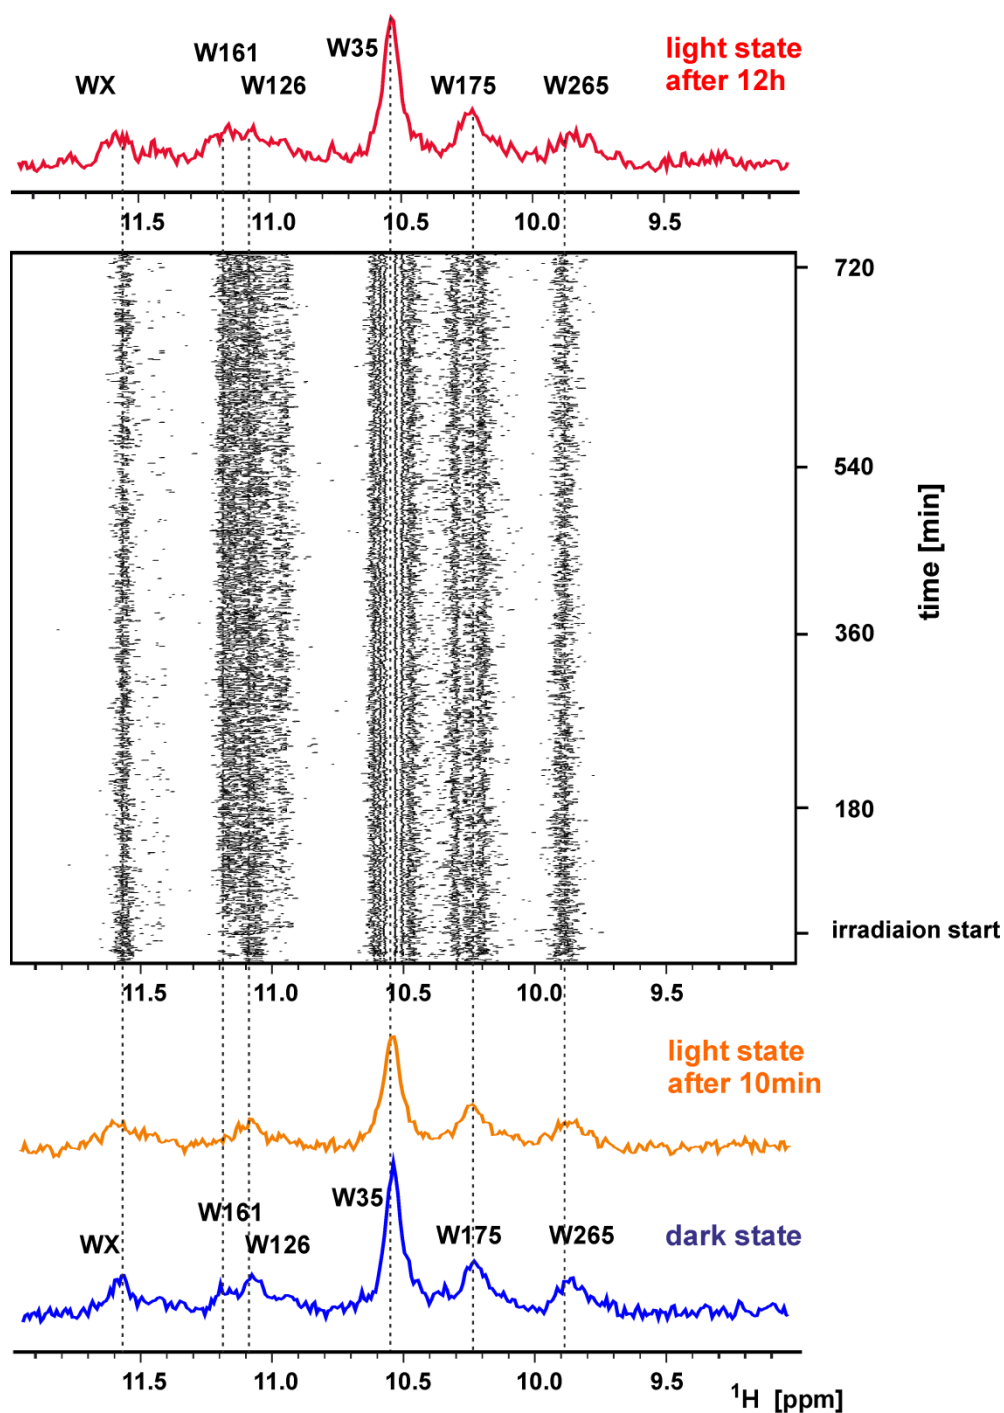 W35
light state
W161
after 12h
WX
W126
W175
W265
11.5 11.0 10.5 10.0 9.5
720
540
time [min]
360
180
irradiaion start
11.5 11.0 10.5 10.0 9.5
light state
after 10min
W35
W161
WX
W126
W175
W265
dark state
11.5 11.0 10.5 10.0 9.5
¹H [ppm]